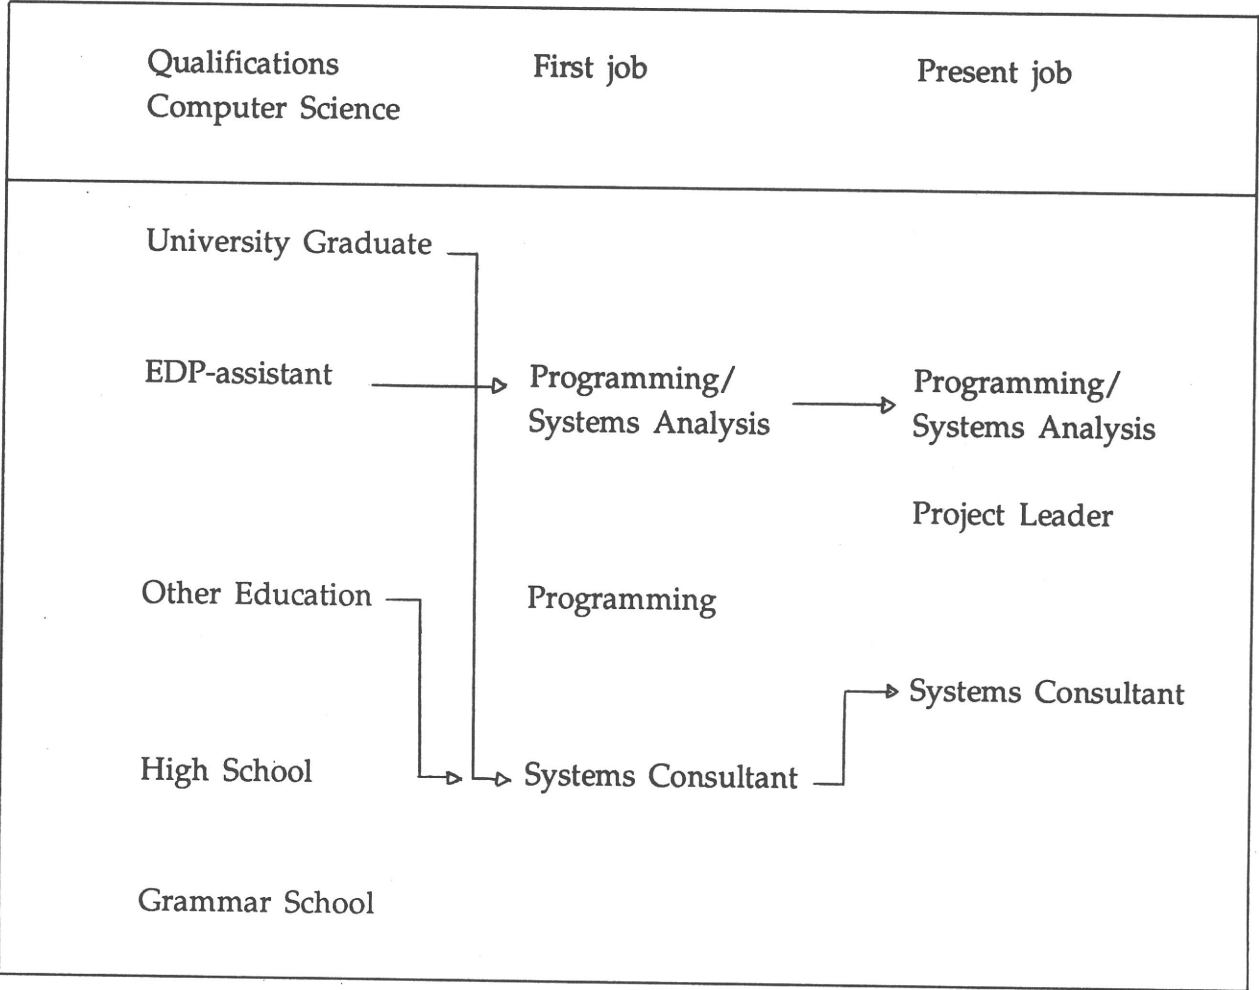 Qualifications First job Present job
Computer Science
University Graduate
EDP-assistant Programming/ Programming/
Systems Analysis Systems Analysis
Project Leader
Other Education Programming
Systems Consultant
High School Systems Consultant
Grammar School